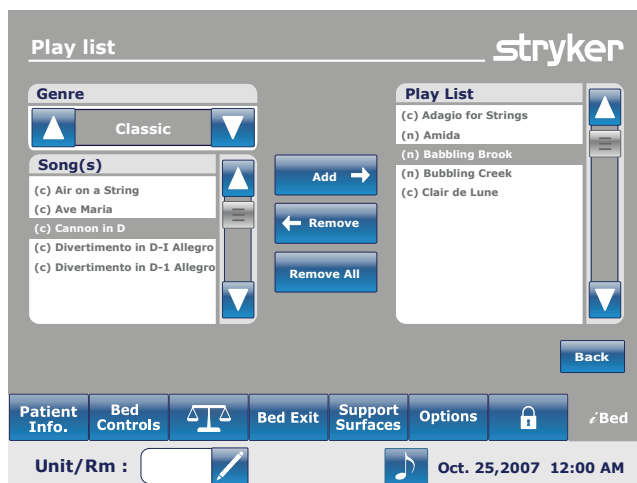 Play list
stryker
Genre
Classic
Song(s)
(c) Air on a String
(c) Ave Maria
(c) Cannon in D
(c) Divertimento in D-I Allegro
(c) Divertimento in D-1 Allegro
Add
Remove
Remove All
Play List
(c) Adagio for Strings
(n) Amida
(n) Babbling Brook
(n) Bubbling Creek
(c) Clair de Lune
Back
Patient
Info.
Bed
Controls
Bed Exit
Support
Surfaces
Options
iBed
Unit/Rm :
Oct. 25,2007 12:00 AM